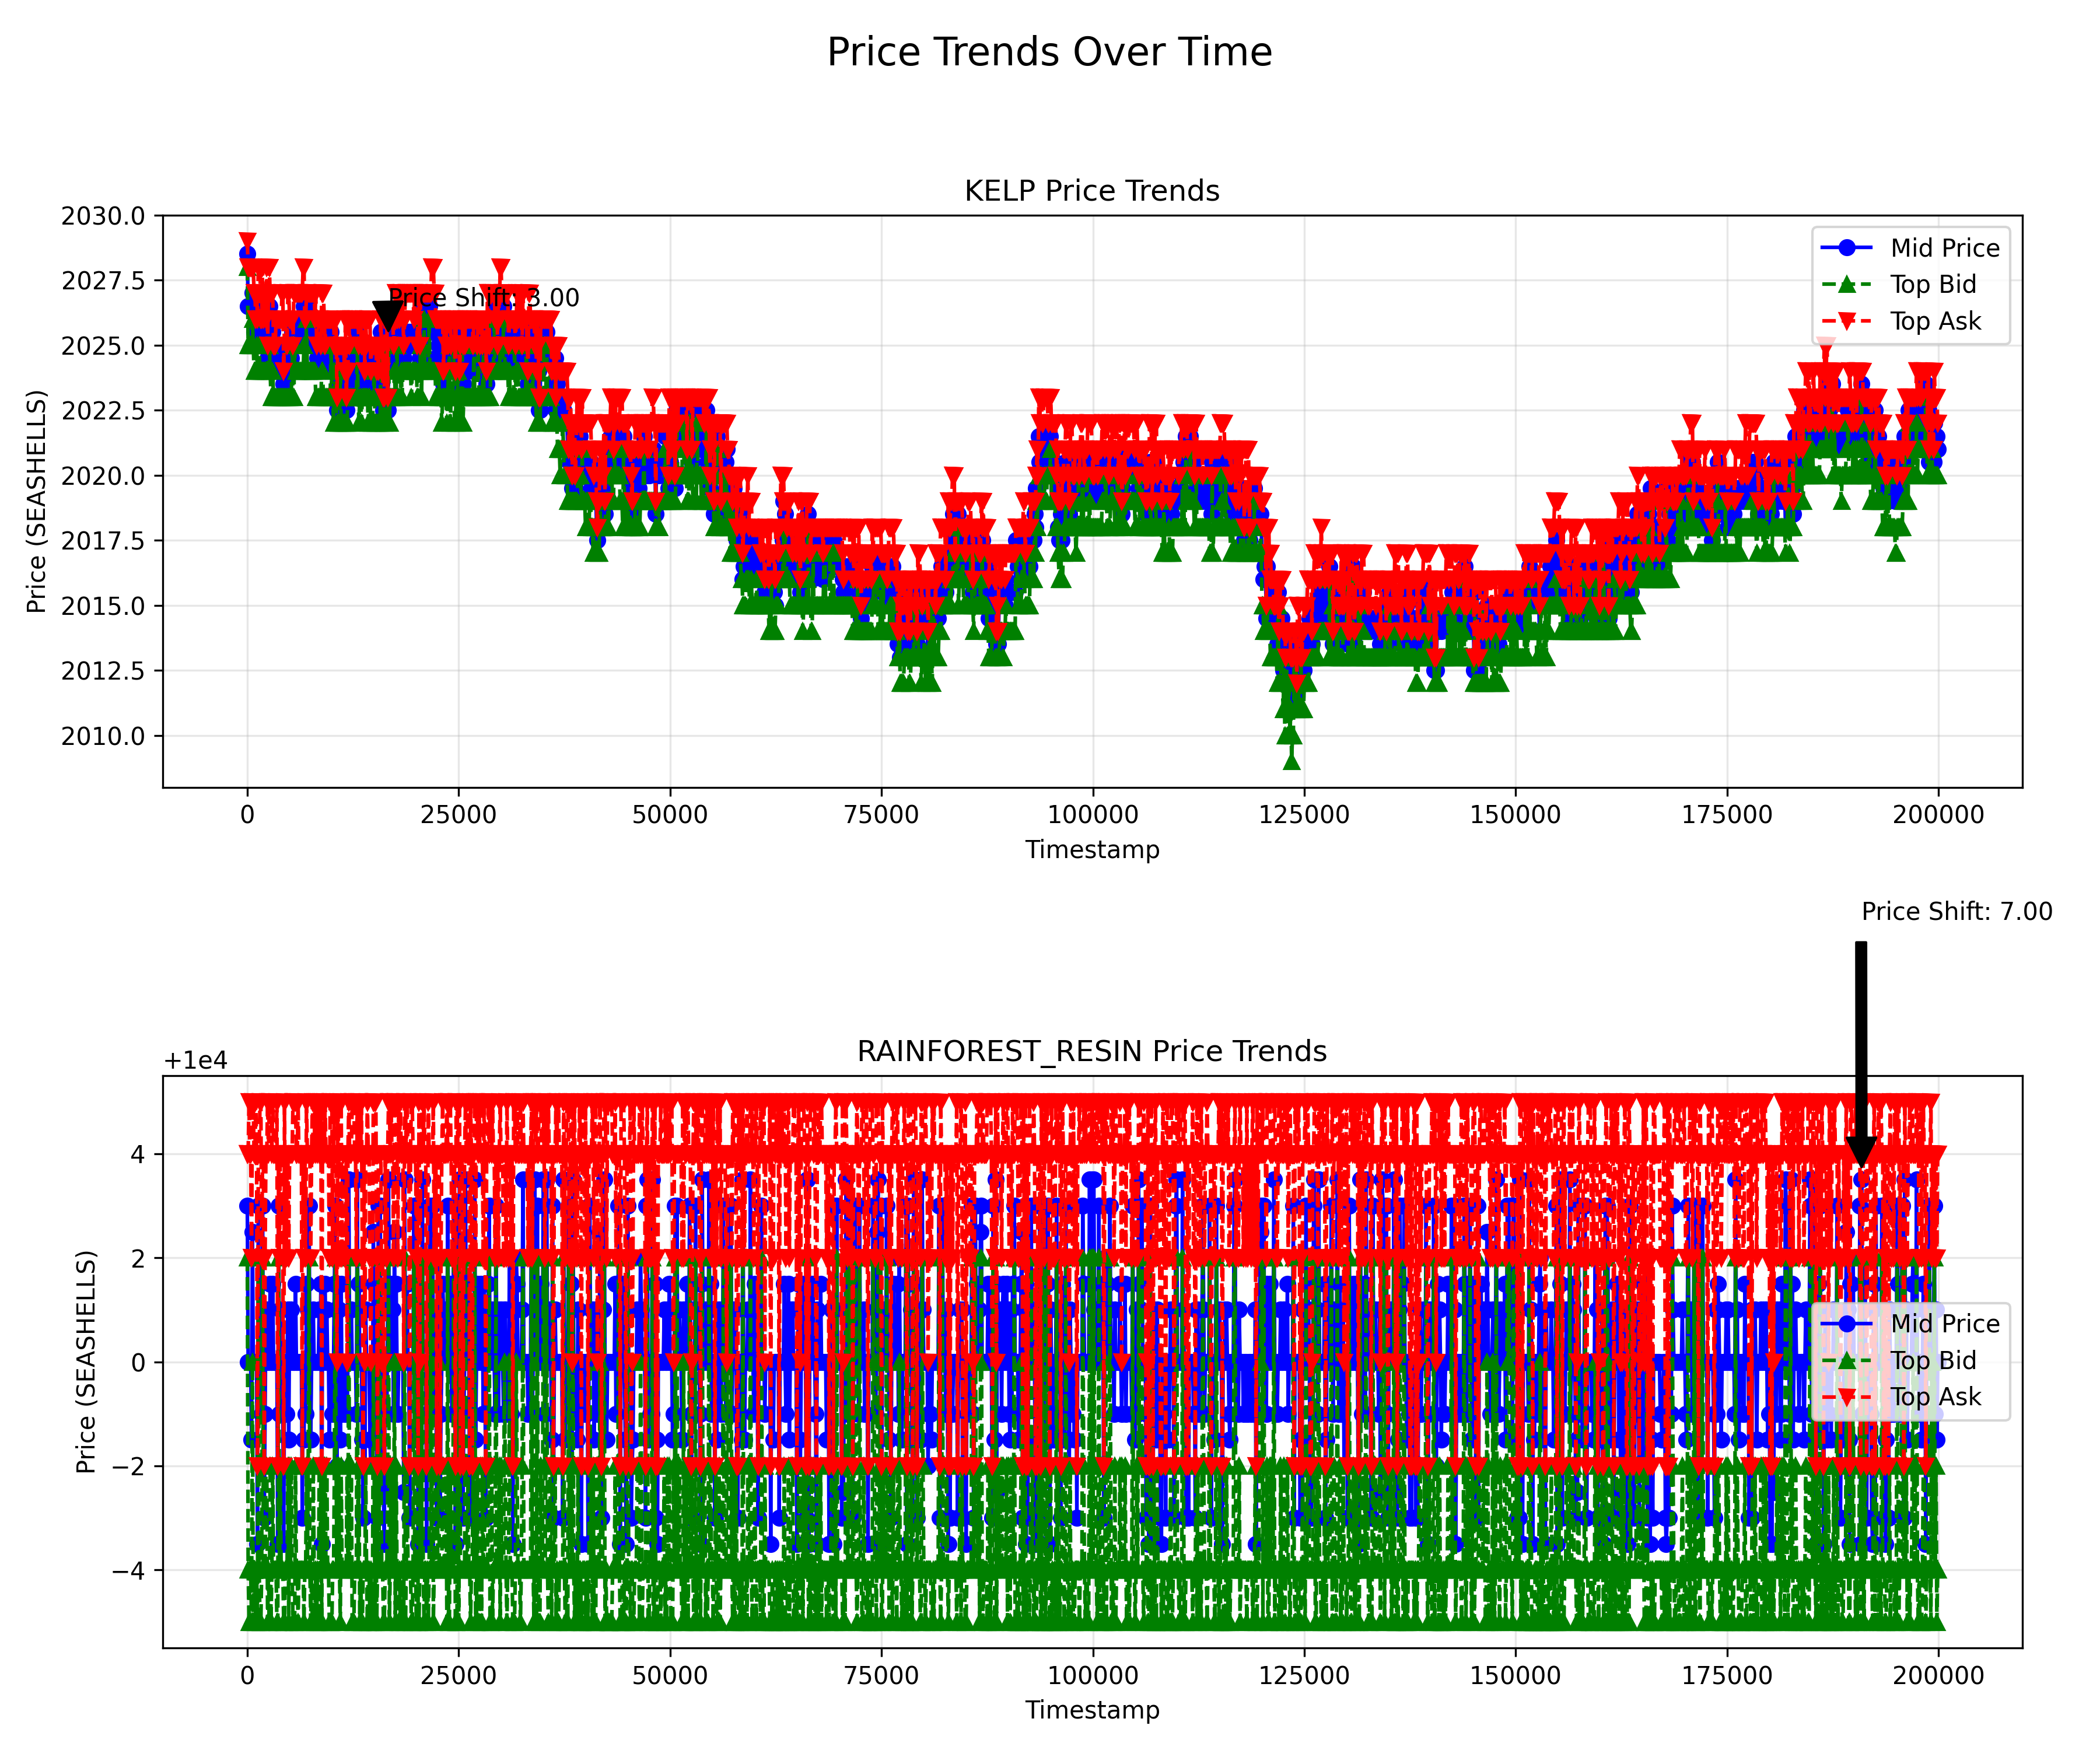 Price Trends Over Time
KELP Price Trends
2030.0
2027.5
2025.0
2022.5
2020.0
2017.5
2015.0
2012.5
2010.0
Price (SEASHELLS)
Price Shift: 3.00
Mid Price
Top Bid
Top Ask
0 25000 50000 75000 100000 125000 150000 175000 200000
Timestamp
Price Shift: 7.00
RAINFOREST_RESIN Price Trends
+1e4
4
2
0
−2
−4
Price (SEASHELLS)
Mid Price
Top Bid
Top Ask
0 25000 50000 75000 100000 125000 150000 175000 200000
Timestamp